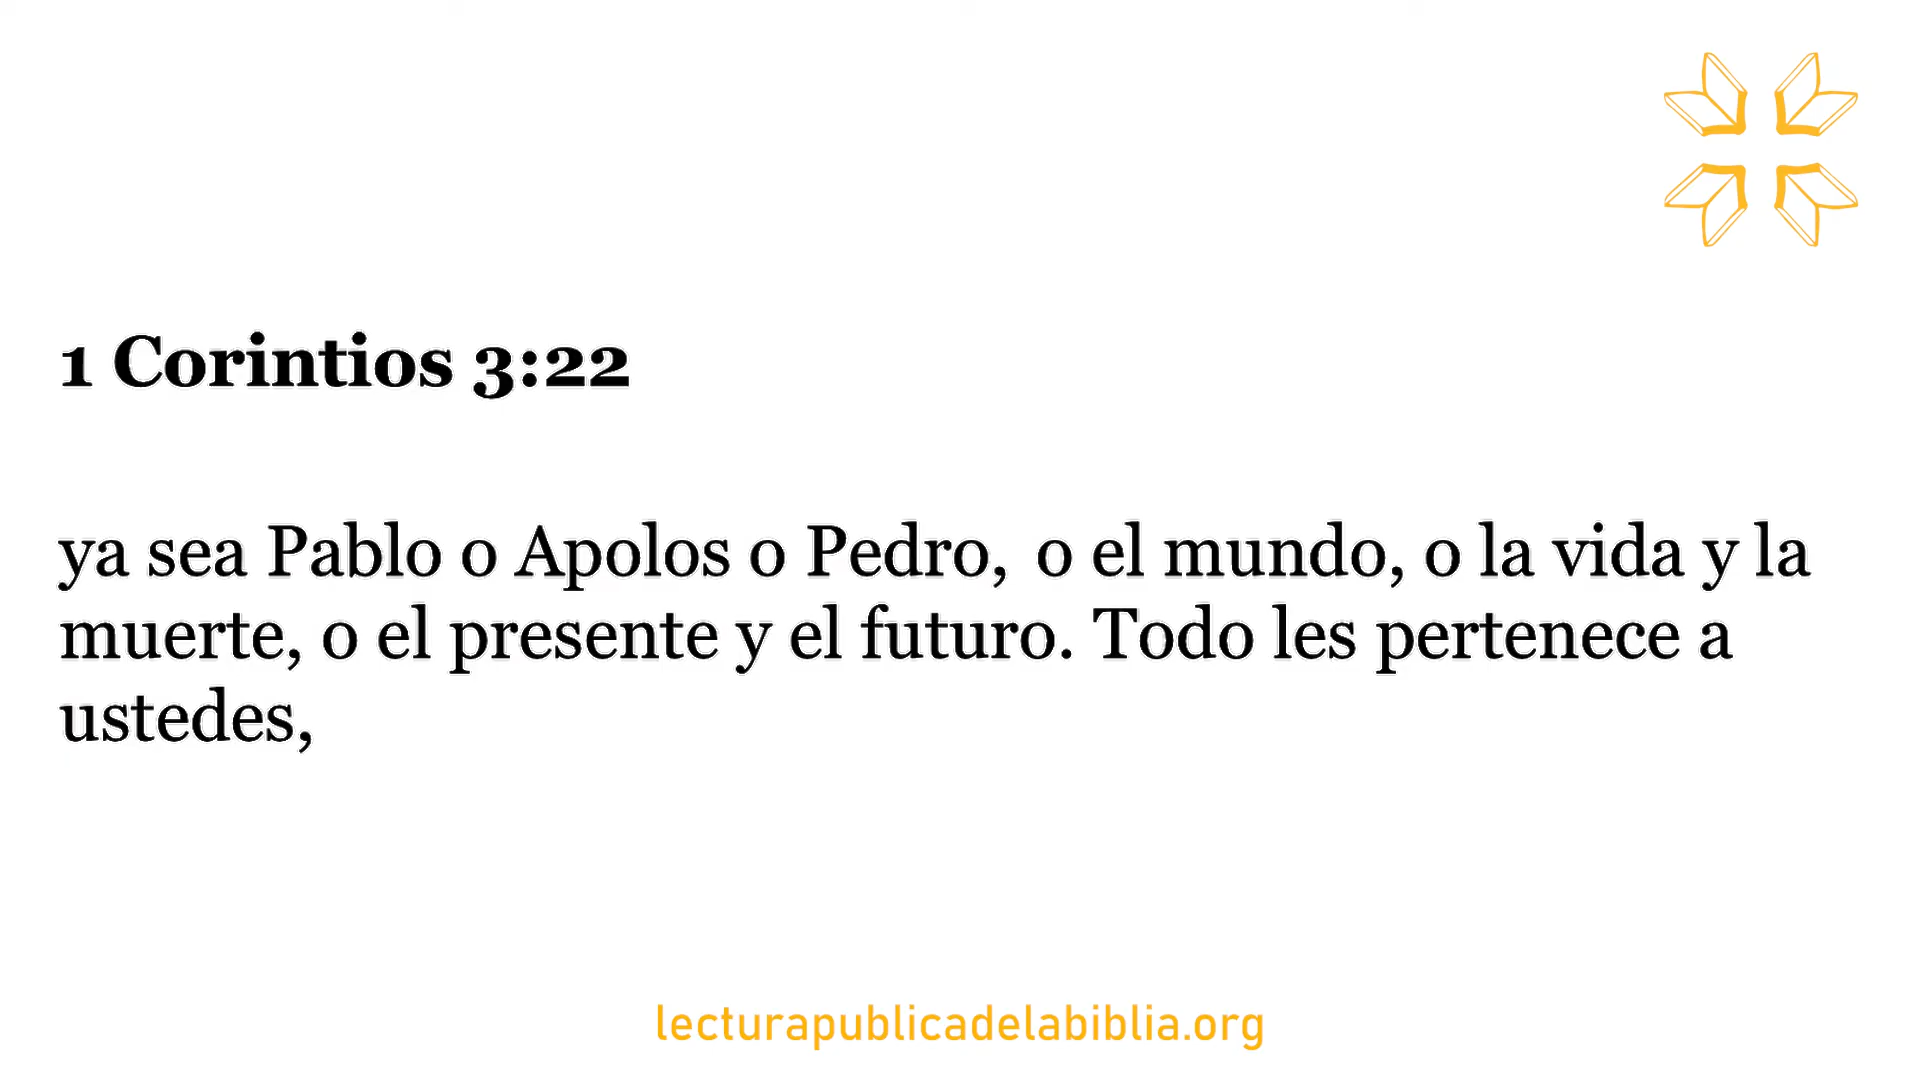 1 Corintios 3:22
ya sea Pablo o Apolos o Pedro, o el mundo, o la vida y la
muerte, o el presente y el futuro. Todo les pertenece a
ustedes,
lecturapublicadelabiblia.org